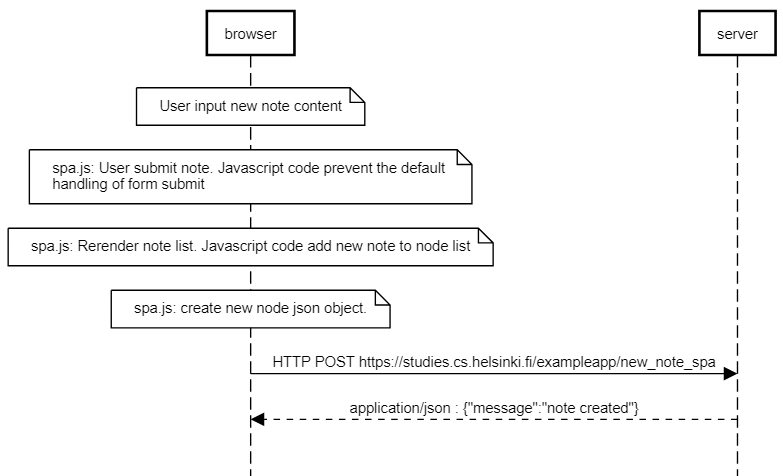 browser
server
User input new note content
spa.js: User submit note. Javascript code prevent the default
handling of form submit
spa.js: Rerender note list. Javascript code add new note to node list
spa.js: create new node json object.
HTTP POST https://studies.cs.helsinki.fi/exampleapp/new_note_spa
application/json : {"message":"note created"}